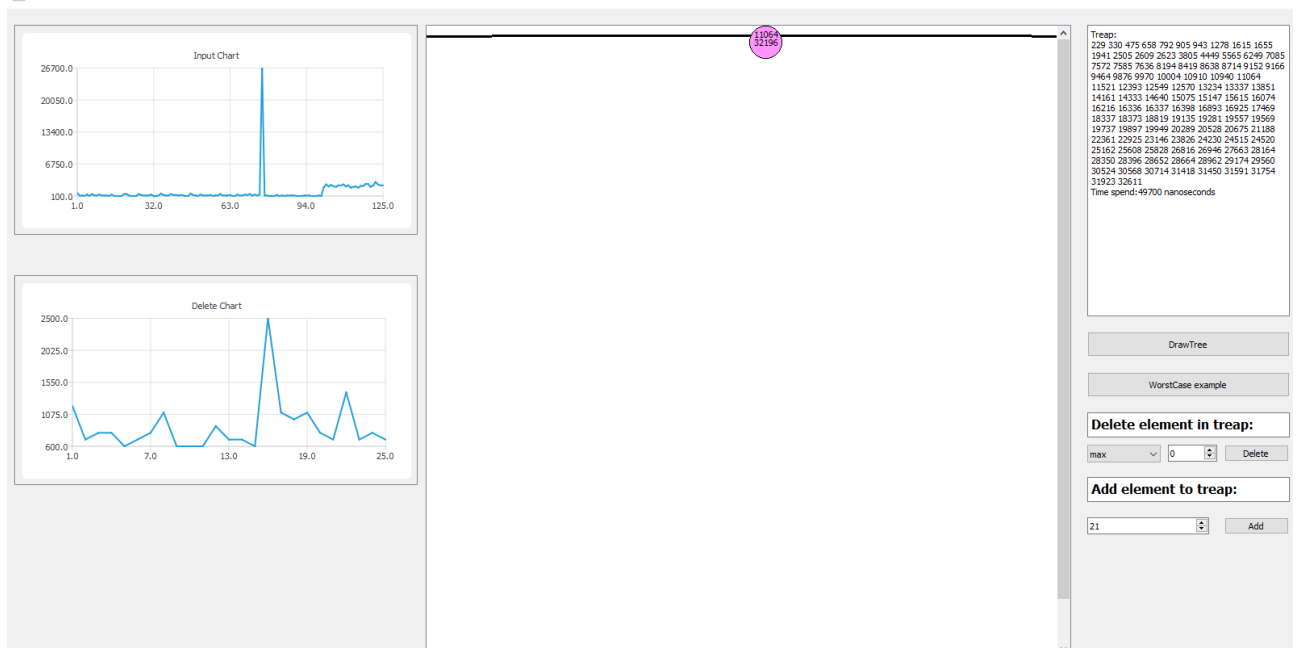 Input Chart
26700.0
20050.0
13400.0
6750.0
100.0
1.0 32.0 63.0 94.0 125.0
Delete Chart
2500.0
2025.0
1550.0
1075.0
600.0
1.0 7.0 13.0 19.0 25.0
11064
32196
Treap:
229 330 475 658 792 905 943 1278 1615 1655
1941 2505 2609 2623 3805 4449 5565 6249 7085
7572 7585 7636 8194 8419 8638 8714 9152 9166
9464 9876 9970 10004 10910 10940 11064
11521 12393 12549 12570 13234 13337 13851
14161 14333 14640 15075 15147 15615 16074
16216 16336 16337 16398 16893 16925 17469
18337 18373 18819 19135 19281 19557 19569
19737 19897 19949 20289 20528 20675 21188
22361 22925 23146 23826 24230 24515 24520
25162 25608 25828 26816 26946 27663 28164
28350 28396 28652 28664 28962 29174 29560
30524 30568 30714 31418 31450 31591 31754
31923 32611
Time spend:49700 nanoseconds
DrawTree
WorstCase example
Delete element in treap:
max 0 Delete
Add element to treap:
21 Add